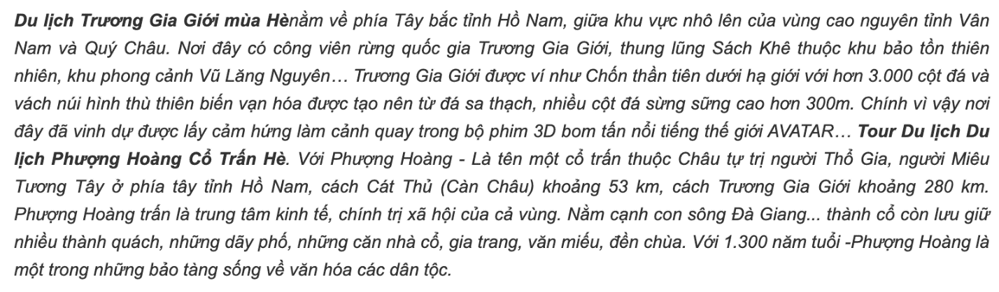 Du lịch Trương Gia Giới mùa Hènằm về phía Tây bắc tỉnh Hồ Nam, giữa khu vực nhô lên của vùng cao nguyên tỉnh Vân
Nam và Quý Châu. Nơi đây có công viên rừng quốc gia Trương Gia Giới, thung lũng Sách Khê thuộc khu bảo tồn thiên
nhiên, khu phong cảnh Vũ Lăng Nguyên… Trương Gia Giới được ví như Chốn thần tiên dưới hạ giới với hơn 3.000 cột đá và
vách núi hình thù thiên biến vạn hóa được tạo nên từ đá sa thạch, nhiều cột đá sừng sững cao hơn 300m. Chính vì vậy nơi
đây đã vinh dự được lấy cảm hứng làm cảnh quay trong bộ phim 3D bom tấn nổi tiếng thế giới AVATAR… Tour Du lịch Du
lịch Phượng Hoàng Cổ Trấn Hè. Với Phượng Hoàng - Là tên một cổ trấn thuộc Châu tự trị người Thổ Gia, người Miêu
Tương Tây ở phía tây tỉnh Hồ Nam, cách Cát Thủ (Càn Châu) khoảng 53 km, cách Trương Gia Giới khoảng 280 km.
Phượng Hoàng trấn là trung tâm kinh tế, chính trị xã hội của cả vùng. Nằm cạnh con sông Đà Giang... thành cổ còn lưu giữ
nhiều thành quách, những dãy phố, những căn nhà cổ, gia trang, văn miếu, đền chùa. Với 1.300 năm tuổi -Phượng Hoàng là
một trong những bảo tàng sống về văn hóa các dân tộc.